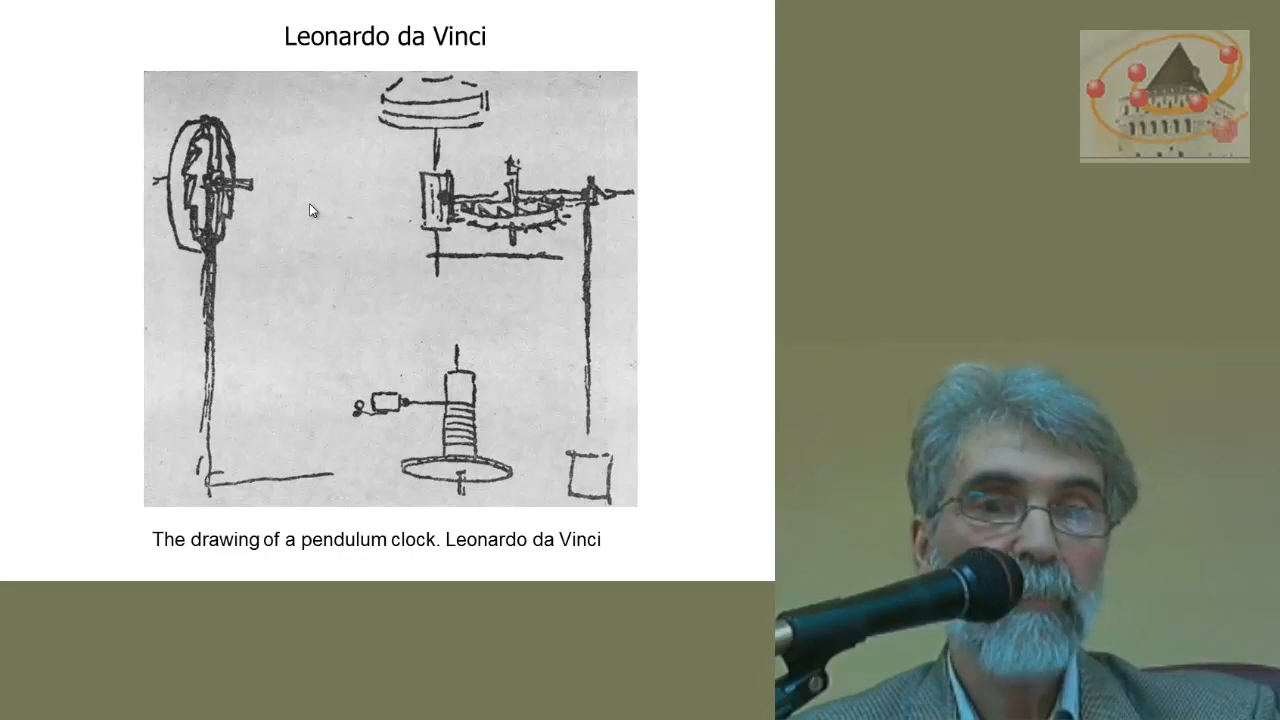 Leonardo da Vinci
The drawing of a pendulum clock. Leonardo da Vinci